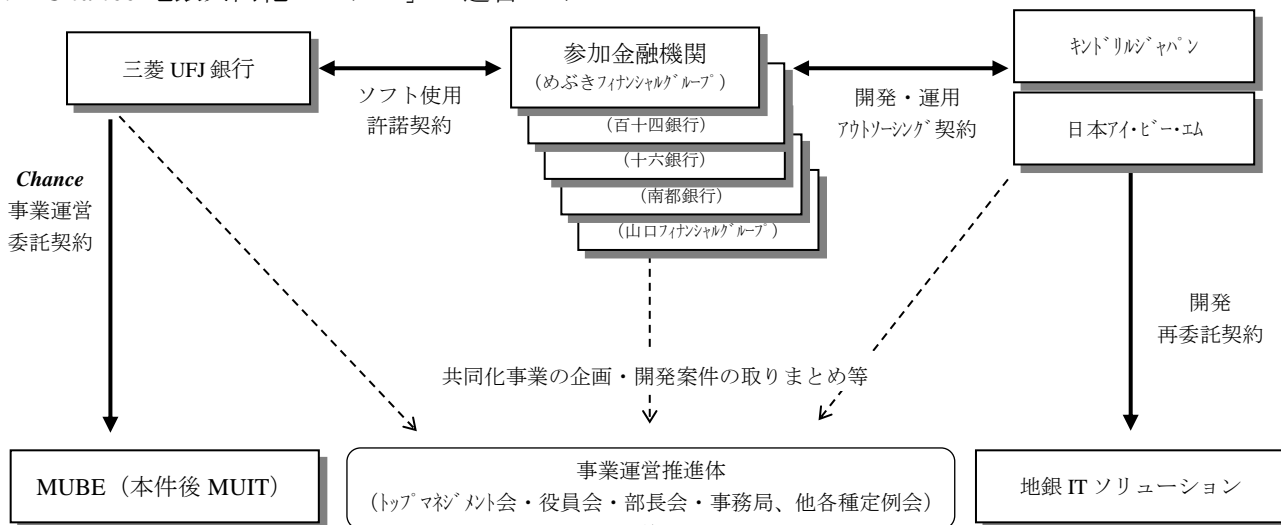 三菱 UFJ 銀行
参加金融機関
(めぶきフィナンシャルグループ)
(百十四銀行)
(十六銀行)
(南都銀行)
(山口フィナンシャルグループ)
キンドリルジャパン
日本アイ・ビー・エム
ソフト使用
許諾契約
開発・運用
アウトソーシング契約
Chance
事業運営
委託契約
開発
再委託契約
共同化事業の企画・開発案件の取りまとめ等
MUBE（本件後 MUIT）
事業運営推進体
(トップマネジメント会・役員会・部長会・事務局、他各種定例会)
地銀 IT ソリューション